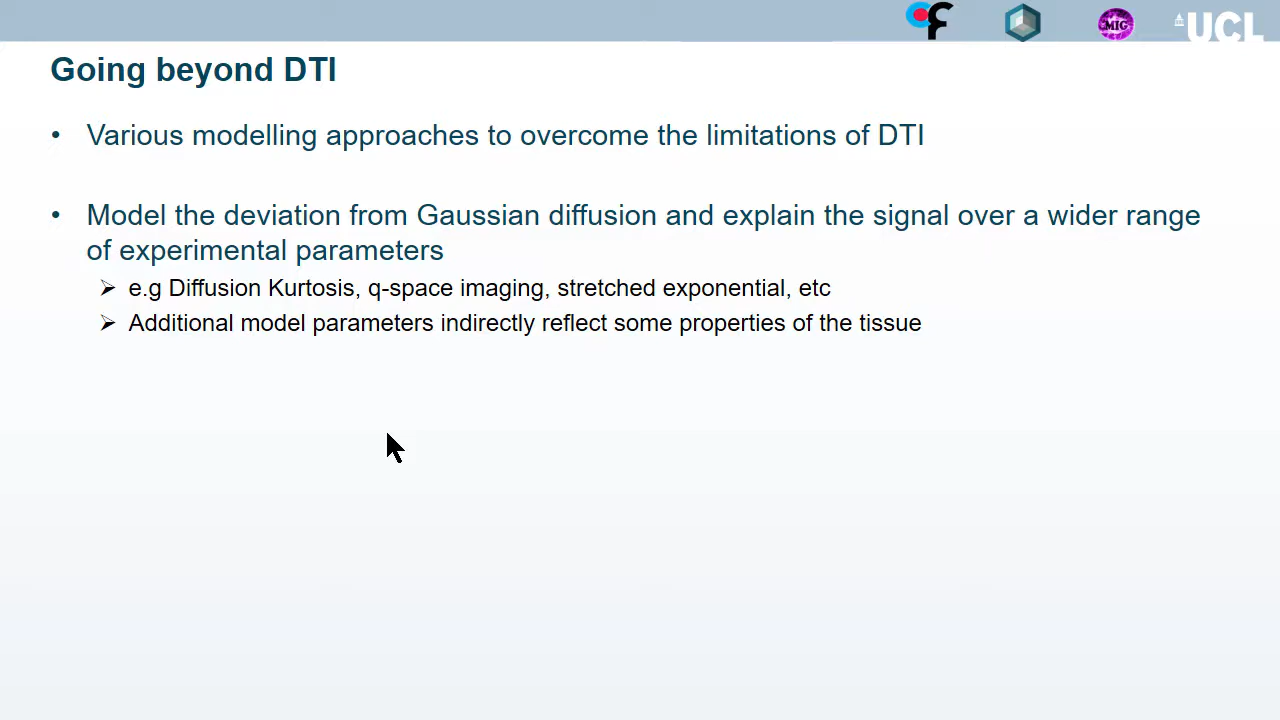 MIG
UCL
Going beyond DTI
• Various modelling approaches to overcome the limitations of DTI
• Model the deviation from Gaussian diffusion and explain the signal over a wider range
of experimental parameters
➢ e.g Diffusion Kurtosis, q-space imaging, stretched exponential, etc
➢ Additional model parameters indirectly reflect some properties of the tissue